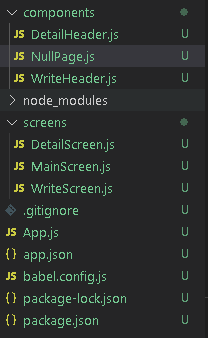 components
JS DetailHeader.js U
JS NullPage.js U
JS WriteHeader.js U
node_modules
screens
JS DetailScreen.js U
JS MainScreen.js U
JS WriteScreen.js U
.gitignore U
JS App.js U
{} app.json U
JS babel.config.js U
{} package-lock.json U
{} package.json U